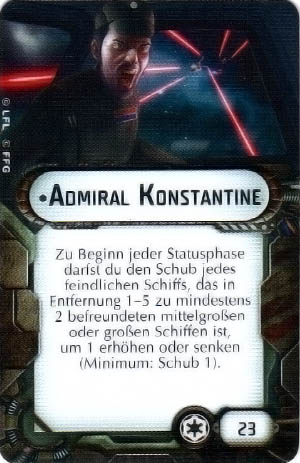 © LFL © FFG
•ADMIRAL KONSTANTINE
Zu Beginn jeder Statusphase
darfst du den Schub jedes
feindlichen Schiffs, das in
Entfernung 1–5 zu mindestens
2 befreundeten mittelgroßen
oder großen Schiffen ist,
um 1 erhöhen oder senken
(Minimum: Schub 1).
23